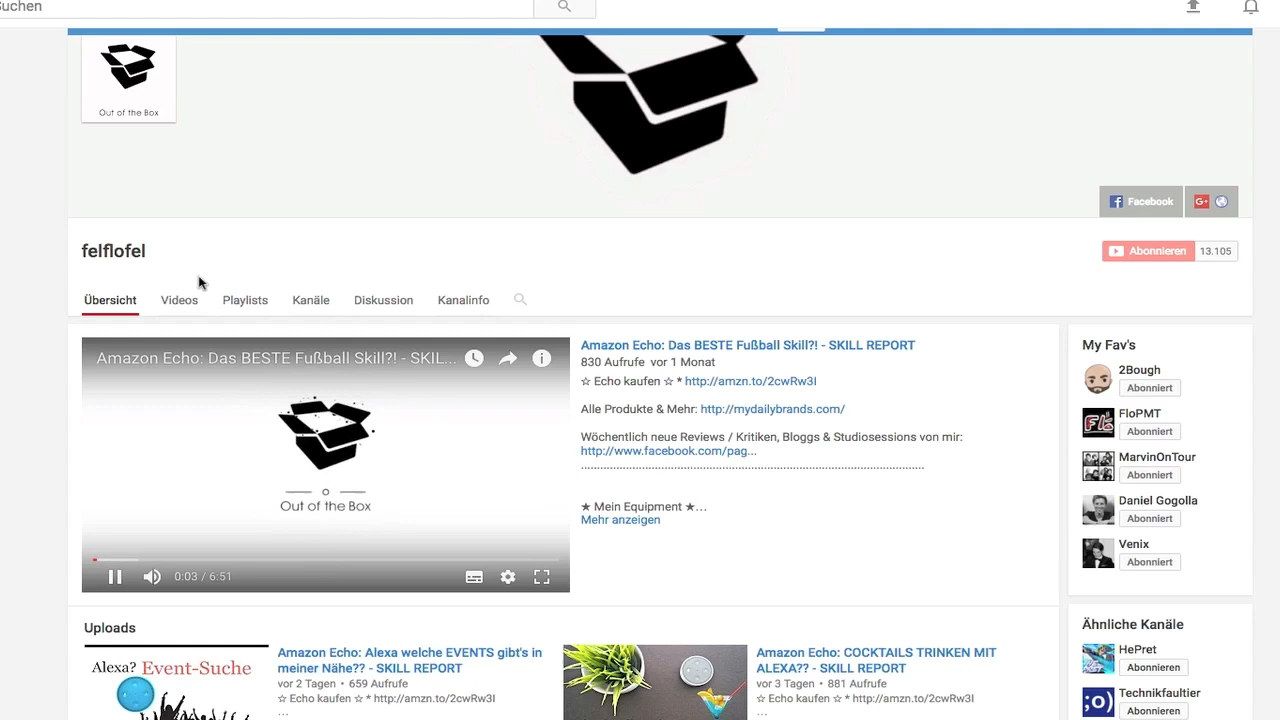 Suchen
Out of the Box
Facebook
G+
felflofel
Abonnieren 13.105
Übersicht Videos Playlists Kanäle Diskussion Kanalinfo
Amazon Echo: Das BESTE Fußball Skill?! - SKIL...
Out of the Box
0:03 / 6:51
Amazon Echo: Das BESTE Fußball Skill?! - SKILL REPORT
830 Aufrufe vor 1 Monat
☆ Echo kaufen ☆ * http://amzn.to/2cwRw3I
Alle Produkte & Mehr: http://mydailybrands.com/
Wöchentlich neue Reviews / Kritiken, Bloggs & Studiosessions von mir:
http://www.facebook.com/pag...
★ Mein Equipment ★…
Mehr anzeigen
My Fav's
2Bough
Abonniert
FloPMT
Abonniert
MarvinOnTour
Abonniert
Daniel Gogolla
Abonniert
Venix
Abonniert
Uploads
Alexa? Event-Suche
Amazon Echo: Alexa welche EVENTS gibt's in
meiner Nähe?? - SKILL REPORT
vor 2 Tagen • 659 Aufrufe
☆ Echo kaufen ☆ * http://amzn.to/2cwRw3I
...
Amazon Echo: COCKTAILS TRINKEN MIT
ALEXA?? - SKILL REPORT
vor 3 Tagen • 881 Aufrufe
☆ Echo kaufen ☆ * http://amzn.to/2cwRw3I
...
Ähnliche Kanäle
HePret
Abonnieren
;o)
Technikfaultier
Abonnieren